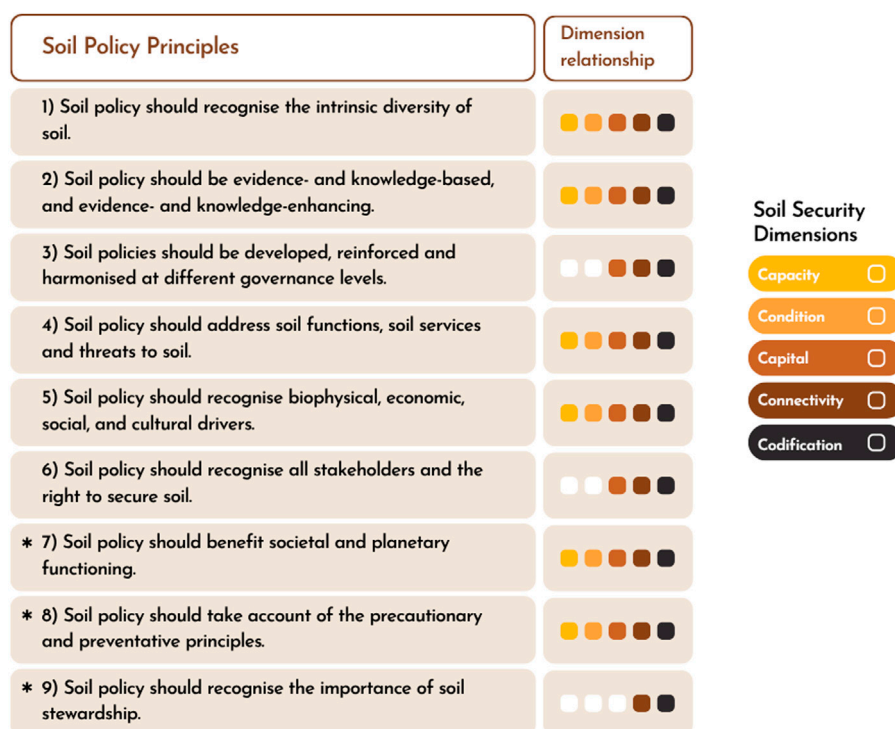 Soil Policy Principles
Dimension
relationship
1) Soil policy should recognise the intrinsic diversity of
soil.
2) Soil policy should be evidence- and knowledge-based,
and evidence- and knowledge-enhancing.
3) Soil policies should be developed, reinforced and
harmonised at different governance levels.
4) Soil policy should address soil functions, soil services
and threats to soil.
5) Soil policy should recognise biophysical, economic,
social, and cultural drivers.
6) Soil policy should recognise all stakeholders and the
right to secure soil.
* 7) Soil policy should benefit societal and planetary
functioning.
* 8) Soil policy should take account of the precautionary
and preventative principles.
* 9) Soil policy should recognise the importance of soil
stewardship.
Soil Security
Dimensions
Capacity
Condition
Capital
Connectivity
Codification